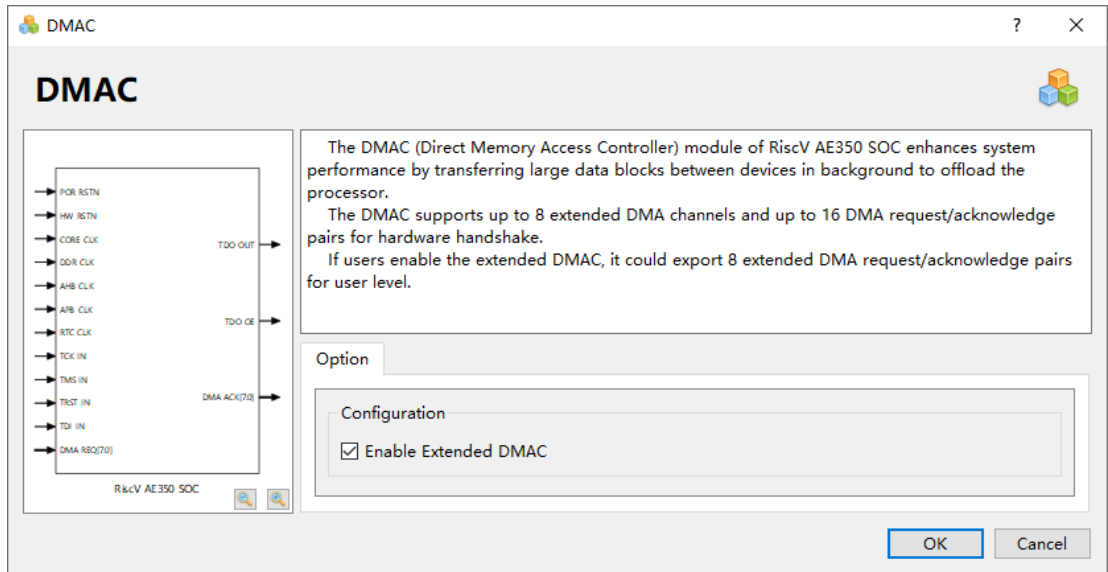 DMAC
?
DMAC
POR RSTN
HW RSTN
CORE CLK
DDR CLK
AHB CLK
APB CLK
RTC CLK
TCK IN
TMS IN
TRST IN
TDI IN
DMA REQ[7:0]
TDO OUT
TDO OE
DMA ACK[7:0]
RiscV AE350 SOC
The DMAC (Direct Memory Access Controller) module of RiscV AE350 SOC enhances system
performance by transferring large data blocks between devices in background to offload the
processor.
The DMAC supports up to 8 extended DMA channels and up to 16 DMA request/acknowledge
pairs for hardware handshake.
If users enable the extended DMAC, it could export 8 extended DMA request/acknowledge pairs
for user level.
Option
Configuration
Enable Extended DMAC
OK
Cancel